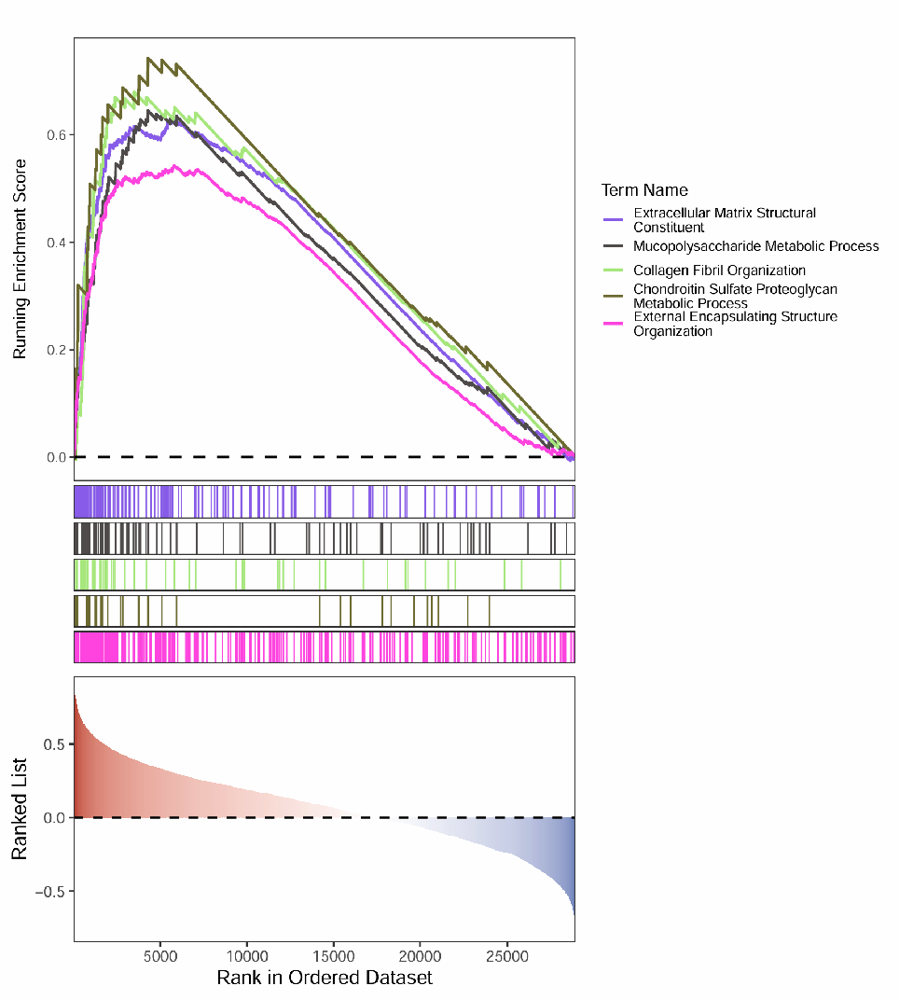 Running Enrichment Score
0.6
0.4
0.2
0.0
Term Name
Extracellular Matrix Structural
Constituent
Mucopolysaccharide Metabolic Process
Collagen Fibril Organization
Chondroitin Sulfate Proteoglycan
Metabolic Process
External Encapsulating Structure
Organization
Ranked List
0.5
0.0
−0.5
5000 10000 15000 20000 25000
Rank in Ordered Dataset